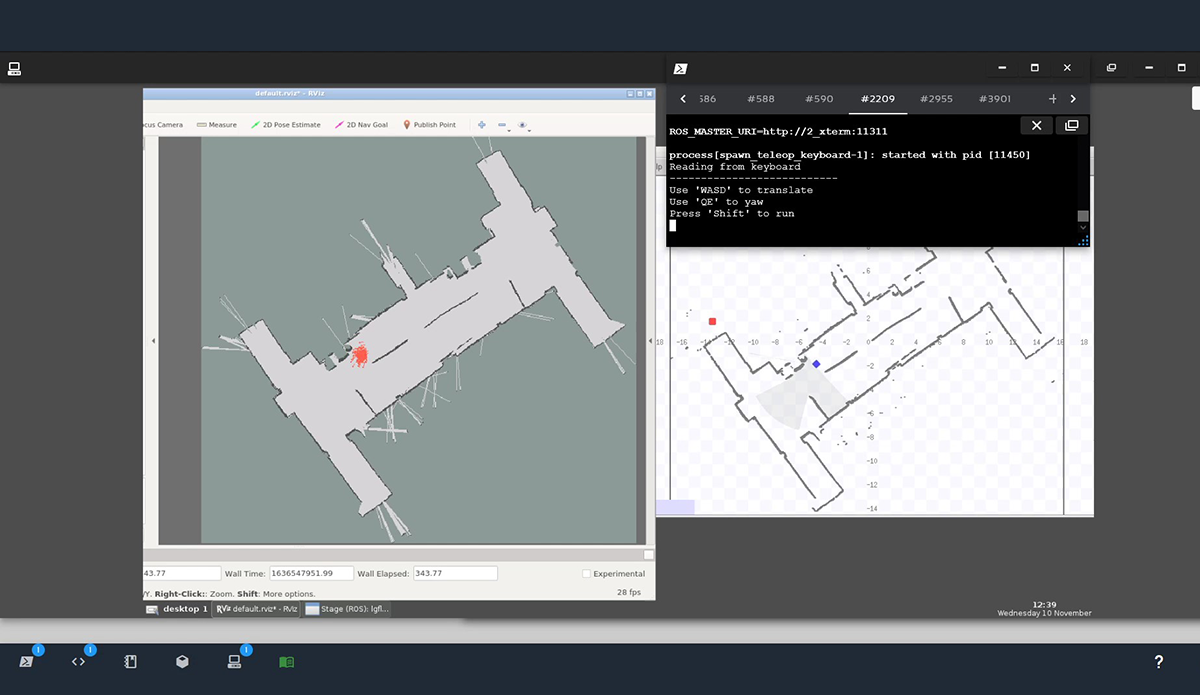 default.rviz* - RViz
cus Camera Measure 2D Pose Estimate 2D Nav Goal Publish Point
#588 #590 #2209 #2955 #3901 +
ROS_MASTER_URI=http://2_xterm:11311
process[spawn_teleop_keyboard-1]: started with pid [11450]
Reading from keyboard
---------------------------
Use 'WASD' to translate
Use 'QE' to yaw
Press 'Shift' to run
6
2
18 -16 -14 -12 -10 -8 -6 -4 -2 0 2 4 6 8 10 12 14 16 18
-2
-6
-8
-10
-12
-14
43.77 Wall Time: 1636547951.99 Wall Elapsed: 343.77 Experimental
/Y. Right-Click:: Zoom. Shift: More options. 28 fps
desktop 1 RViz default.rviz* - RViz Stage (ROS): lgfl...
12:39
Wednesday 10 November
1 1 1
?